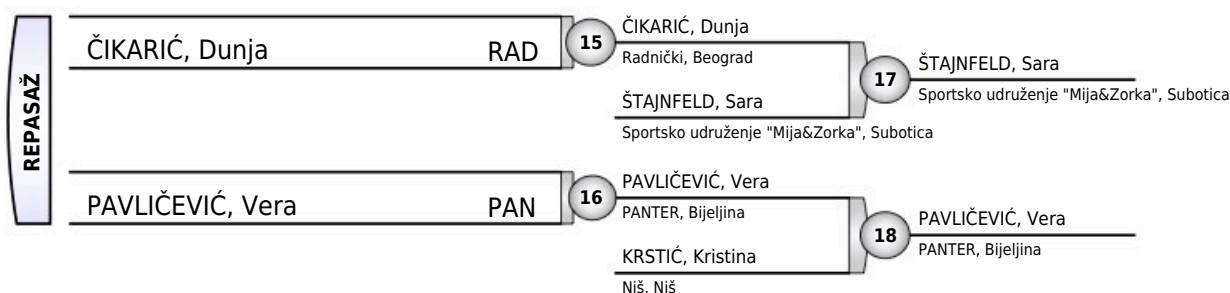 REPASAŽ
ČIKARIĆ, Dunja RAD
15
ČIKARIĆ, Dunja
Radnički, Beograd
ŠTAJNFELD, Sara
Sportsko udruženje "Mija&Zorka", Subotica
17
ŠTAJNFELD, Sara
Sportsko udruženje "Mija&Zorka", Subotica
PAVLIČEVIĆ, Vera PAN
16
PAVLIČEVIĆ, Vera
PANTER, Bijeljina
KRSTIĆ, Kristina
Niš, Niš
18
PAVLIČEVIĆ, Vera
PANTER, Bijeljina